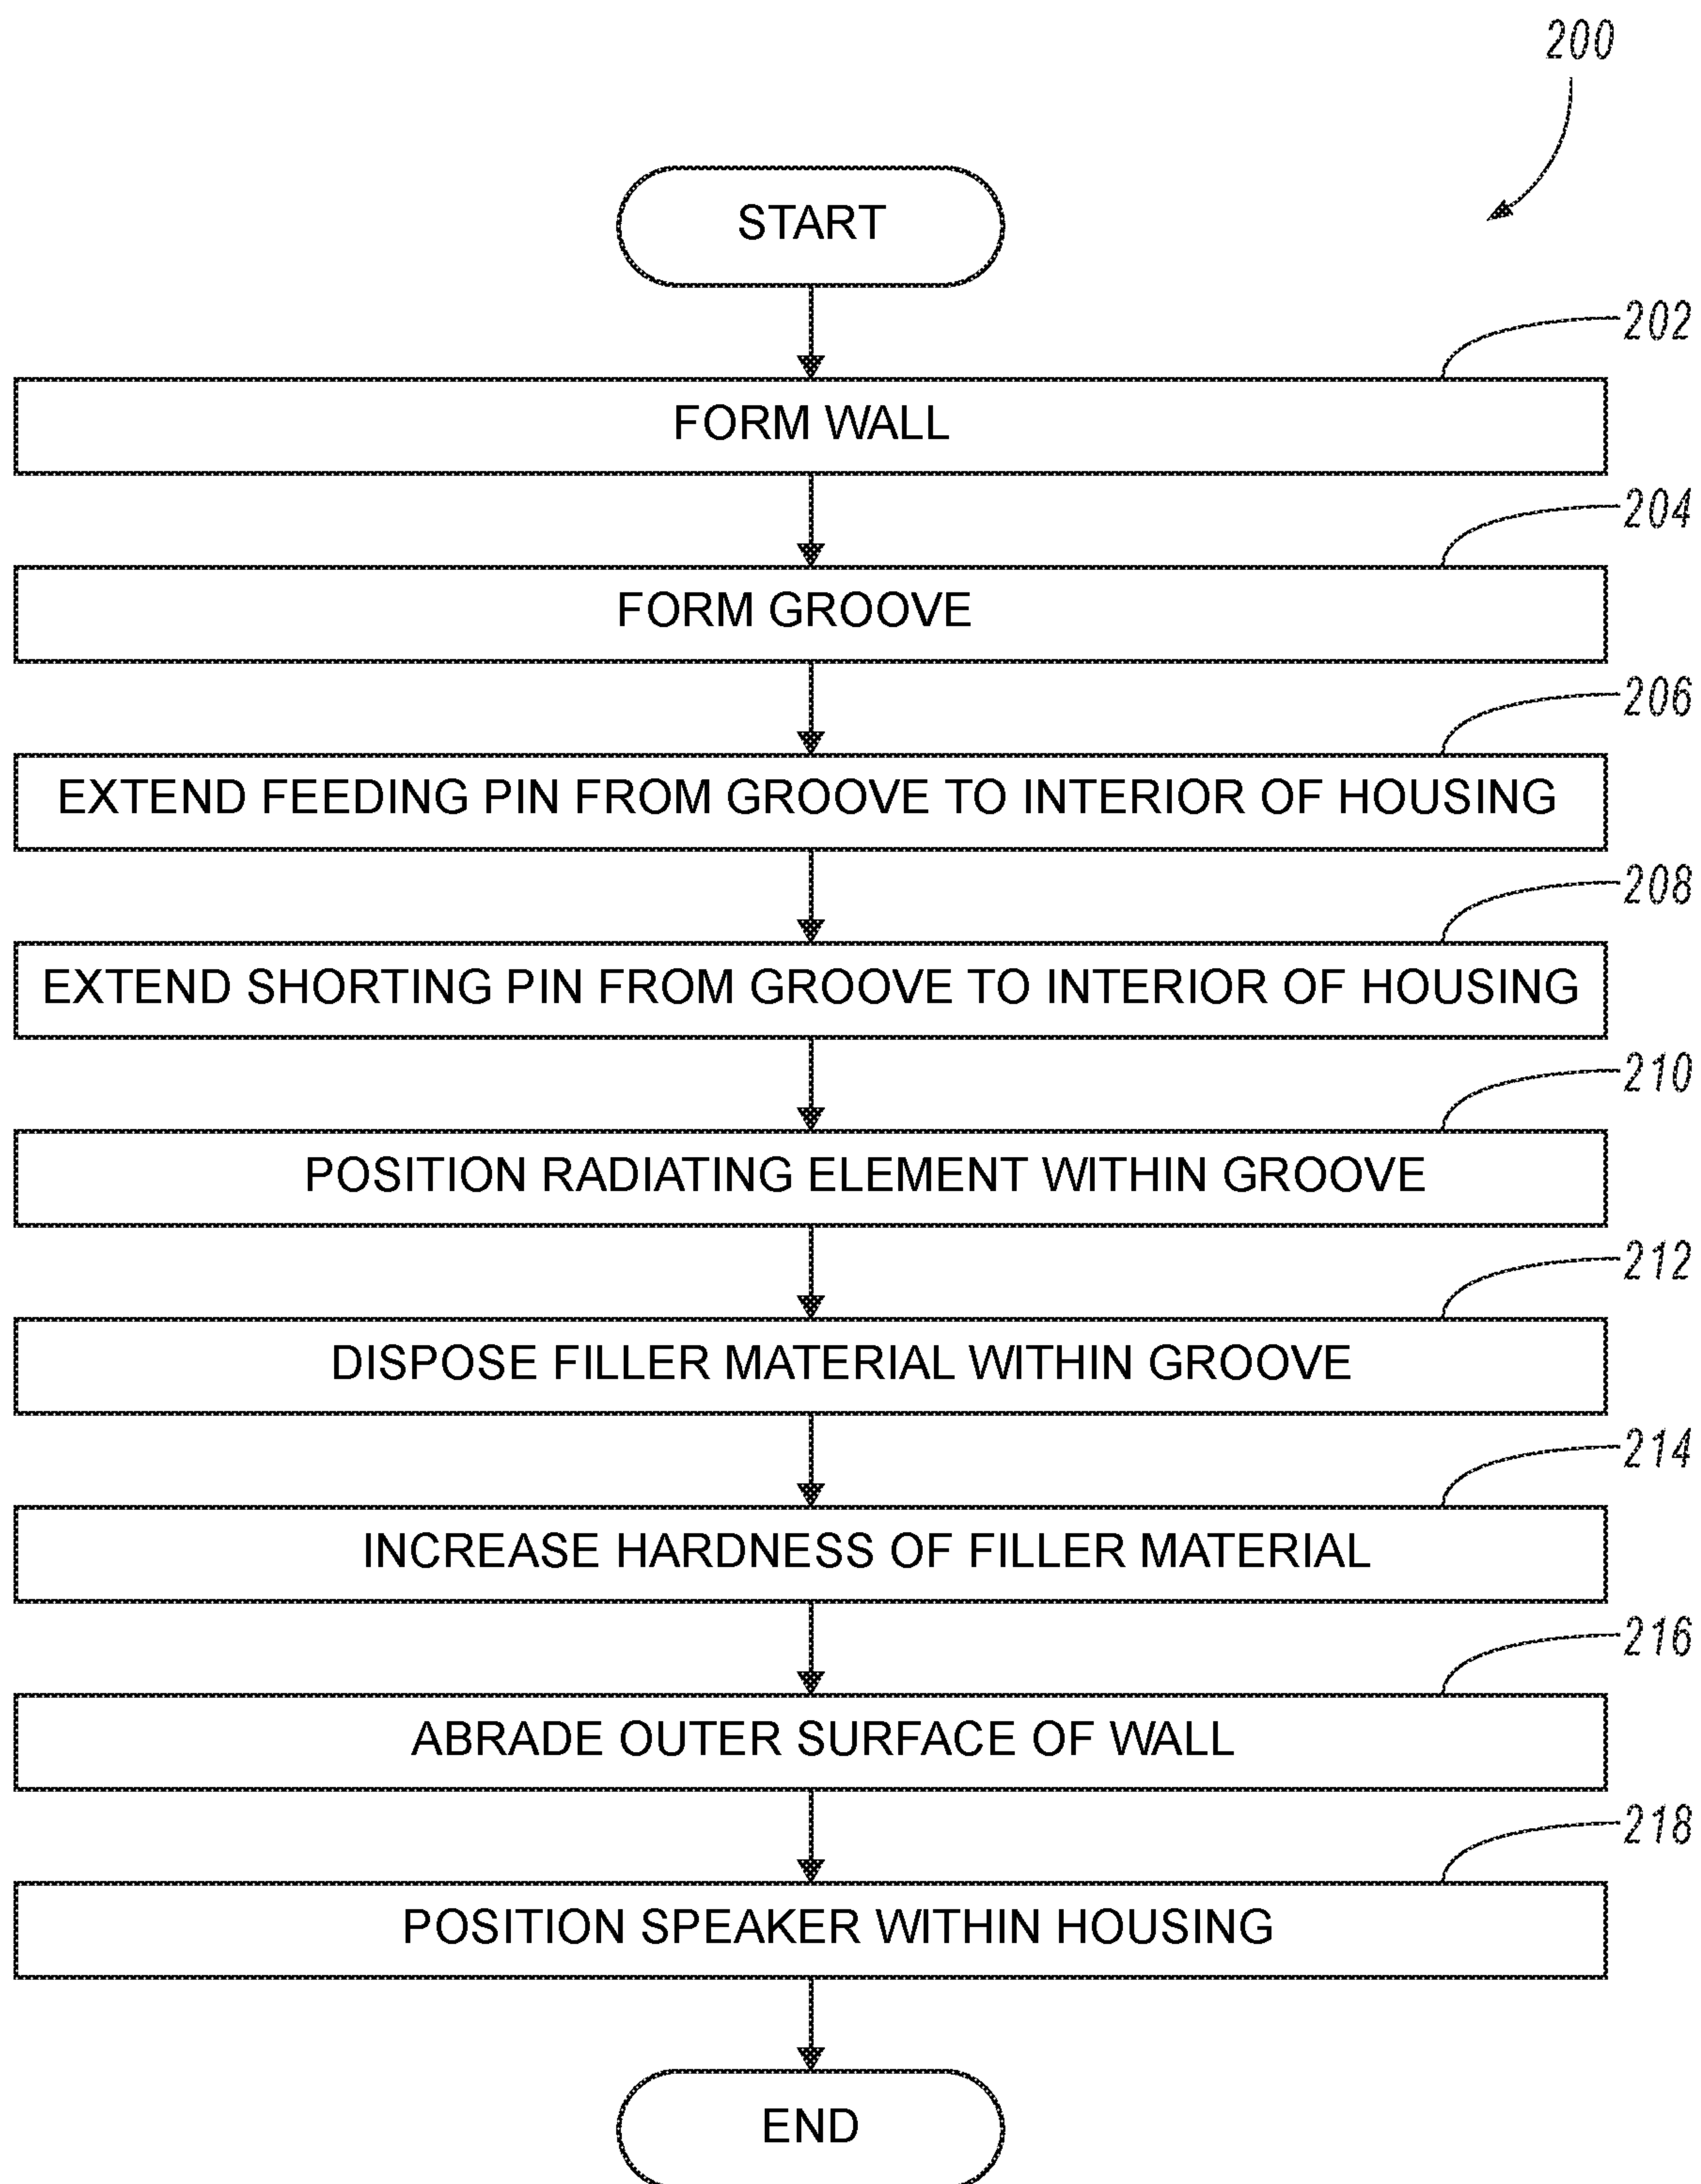 200
START
202
FORM WALL
204
FORM GROOVE
206
EXTEND FEEDING PIN FROM GROOVE TO INTERIOR OF HOUSING
208
EXTEND SHORTING PIN FROM GROOVE TO INTERIOR OF HOUSING
210
POSITION RADIATING ELEMENT WITHIN GROOVE
212
DISPOSE FILLER MATERIAL WITHIN GROOVE
214
INCREASE HARDNESS OF FILLER MATERIAL
216
ABRADE OUTER SURFACE OF WALL
218
POSITION SPEAKER WITHIN HOUSING
END